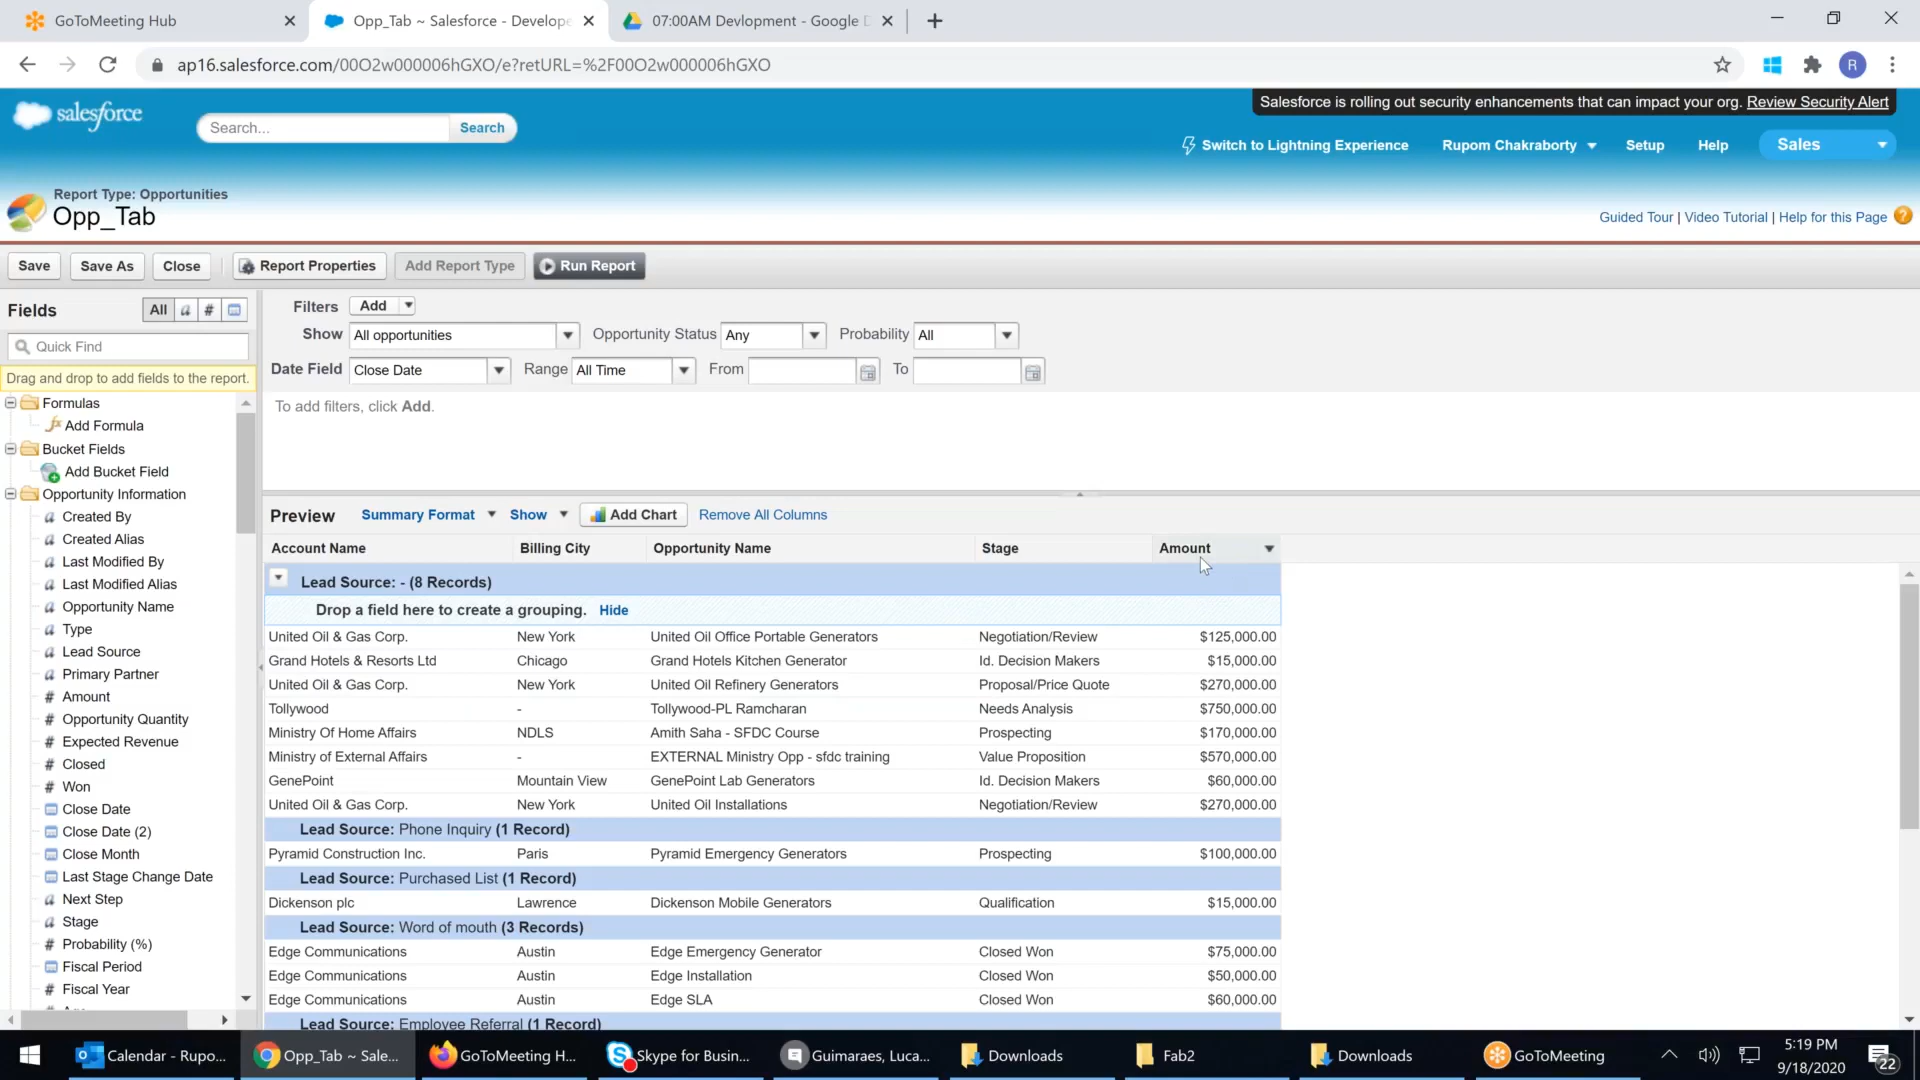 GoToMeeting Hub
Opp_Tab ~ Salesforce - Develope
07:00AM Devlopment - Google D
ap16.salesforce.com/00O2w000006hGXO/e?retURL=%2F00O2w000006hGXO
R
salesforce
Search...
Search
Salesforce is rolling out security enhancements that can impact your org. Review Security Alert
Switch to Lightning Experience
Rupom Chakraborty
Setup
Help
Sales
Report Type: Opportunities
Opp_Tab
Guided Tour | Video Tutorial | Help for this Page ?
Save
Save As
Close
Report Properties
Add Report Type
Run Report
Fields
All a #
Quick Find
Drag and drop to add fields to the report.
Formulas
Add Formula
Bucket Fields
Add Bucket Field
Opportunity Information
a Created By
a Created Alias
a Last Modified By
a Last Modified Alias
a Opportunity Name
a Type
a Lead Source
a Primary Partner
# Amount
# Opportunity Quantity
# Expected Revenue
# Closed
# Won
Close Date
Close Date (2)
Close Month
Last Stage Change Date
a Next Step
a Stage
# Probability (%)
Fiscal Period
# Fiscal Year
Filters Add
Show All opportunities Opportunity Status Any Probability All
Date Field Close Date Range All Time From To
To add filters, click Add.
Preview Summary Format Show Add Chart Remove All Columns
Account Name Billing City Opportunity Name Stage Amount
Lead Source: - (8 Records)
Drop a field here to create a grouping. Hide
United Oil & Gas Corp. New York United Oil Office Portable Generators Negotiation/Review $125,000.00
Grand Hotels & Resorts Ltd Chicago Grand Hotels Kitchen Generator Id. Decision Makers $15,000.00
United Oil & Gas Corp. New York United Oil Refinery Generators Proposal/Price Quote $270,000.00
Tollywood - Tollywood-PL Ramcharan Needs Analysis $750,000.00
Ministry Of Home Affairs NDLS Amith Saha - SFDC Course Prospecting $170,000.00
Ministry of External Affairs - EXTERNAL Ministry Opp - sfdc training Value Proposition $570,000.00
GenePoint Mountain View GenePoint Lab Generators Id. Decision Makers $60,000.00
United Oil & Gas Corp. New York United Oil Installations Negotiation/Review $270,000.00
Lead Source: Phone Inquiry (1 Record)
Pyramid Construction Inc. Paris Pyramid Emergency Generators Prospecting $100,000.00
Lead Source: Purchased List (1 Record)
Dickenson plc Lawrence Dickenson Mobile Generators Qualification $15,000.00
Lead Source: Word of mouth (3 Records)
Edge Communications Austin Edge Emergency Generator Closed Won $75,000.00
Edge Communications Austin Edge Installation Closed Won $50,000.00
Edge Communications Austin Edge SLA Closed Won $60,000.00
Lead Source: Employee Referral (1 Record)
Calendar - Rupo...
Opp_Tab ~ Sale...
GoToMeeting H...
Skype for Busin...
Guimaraes, Luca...
Downloads
Fab2
Downloads
GoToMeeting
5:19 PM
9/18/2020
22